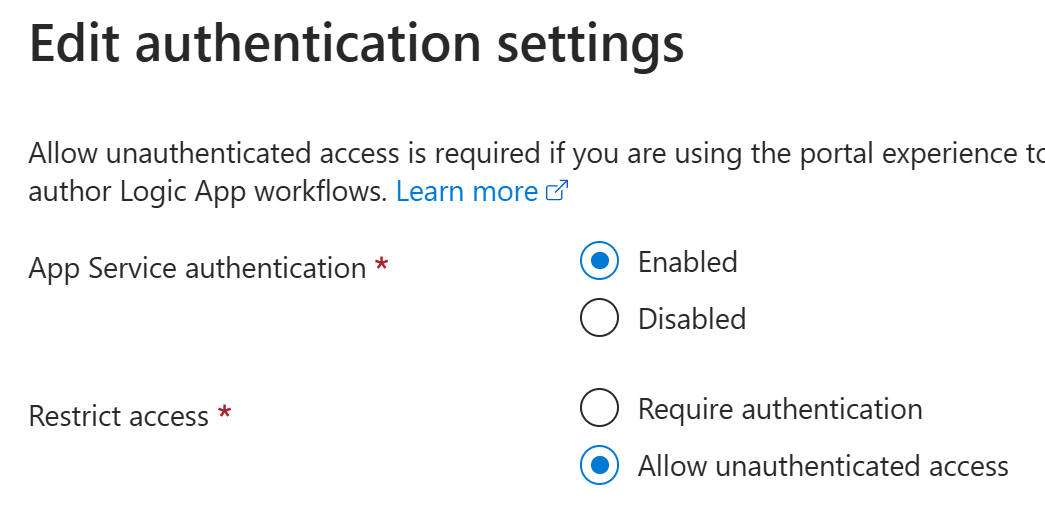 Edit authentication settings
Allow unauthenticated access is required if you are using the portal experience to
author Logic App workflows. Learn more
App Service authentication *
Enabled
Disabled
Restrict access *
Require authentication
Allow unauthenticated access